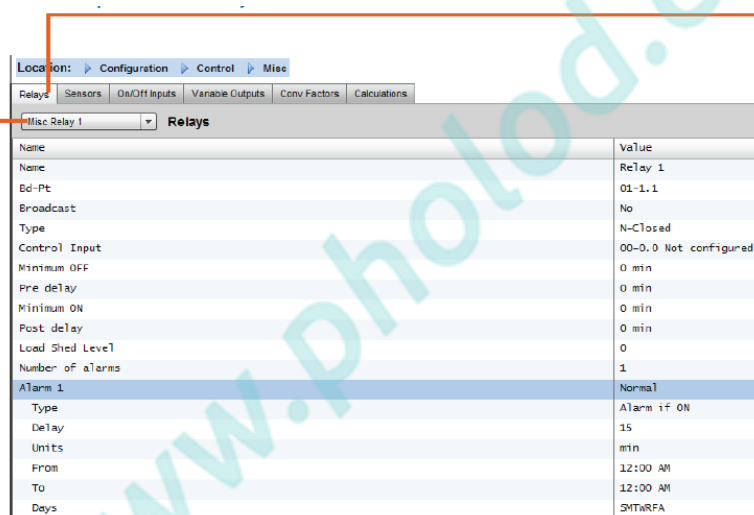 Location: Configuration Control Misc
Relays Sensors On/Off Inputs Variable Outputs Conv Factors Calculations
Misc Relay 1 Relays
Name Value
Name Relay 1
Bd-Pt 01-1.1
Broadcast No
Type N-Closed
Control Input 00-0.0 Not configured
Minimum OFF 0 min
Pre delay 0 min
Minimum ON 0 min
Post delay 0 min
Load Shed Level 0
Number of alarms 1
Alarm 1 Normal
Type Alarm if ON
Delay 15
Units min
From 12:00 AM
To 12:00 AM
Days SMTWRFA
www.pholod.c